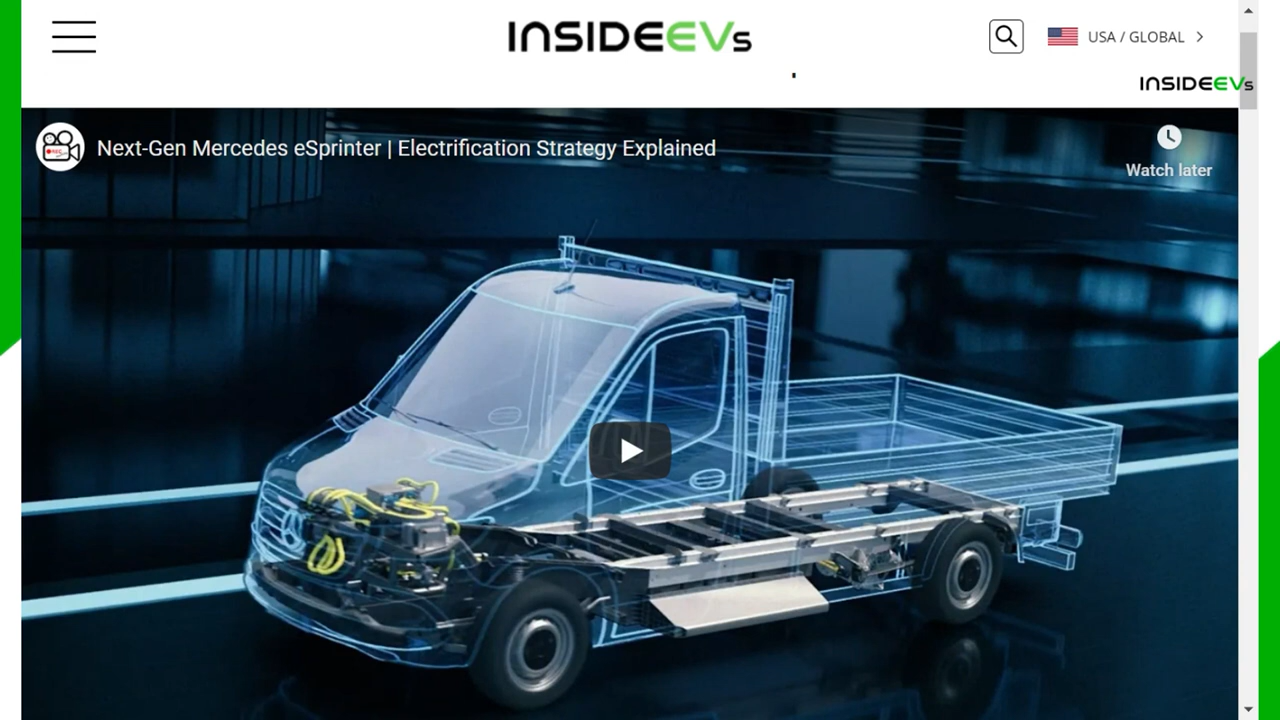 INSIDEEVs
USA / GLOBAL
INSIDEEVs
Next-Gen Mercedes eSprinter | Electrification Strategy Explained
Watch later